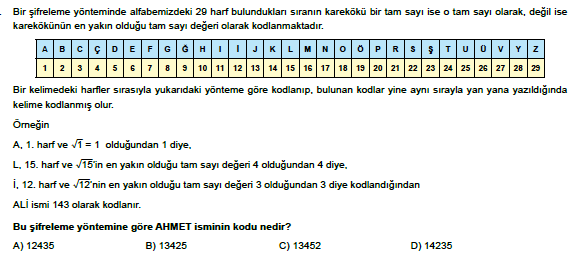 Bir şifreleme yönteminde alfabemizdeki 29 harf bulundukları sıranın karekökü bir tam sayı ise o tam sayı olarak, değil ise
karekökünün en yakın olduğu tam sayı değeri olarak kodlanmaktadır.
A B C Ç D E F G Ğ H I İ J K L M N O Ö P R S Ş T U Ü V Y Z
1 2 3 4 5 6 7 8 9 10 11 12 13 14 15 16 17 18 19 20 21 22 23 24 25 26 27 28 29
Bir kelimedeki harfler sırasıyla yukarıdaki yönteme göre kodlanıp, bulunan kodlar yine aynı sırayla yan yana yazıldığında
kelime kodlanmış olur.
Örneğin
A, 1. harf ve √1 = 1 olduğundan 1 diye,
L, 15. harf ve √15'in en yakın olduğu tam sayı değeri 4 olduğundan 4 diye,
İ, 12. harf ve √12'nin en yakın olduğu tam sayı değeri 3 olduğundan 3 diye kodlandığından
ALİ ismi 143 olarak kodlanır.
Bu şifreleme yöntemine göre AHMET isminin kodu nedir?
A) 12435 B) 13425 C) 13452 D) 14235